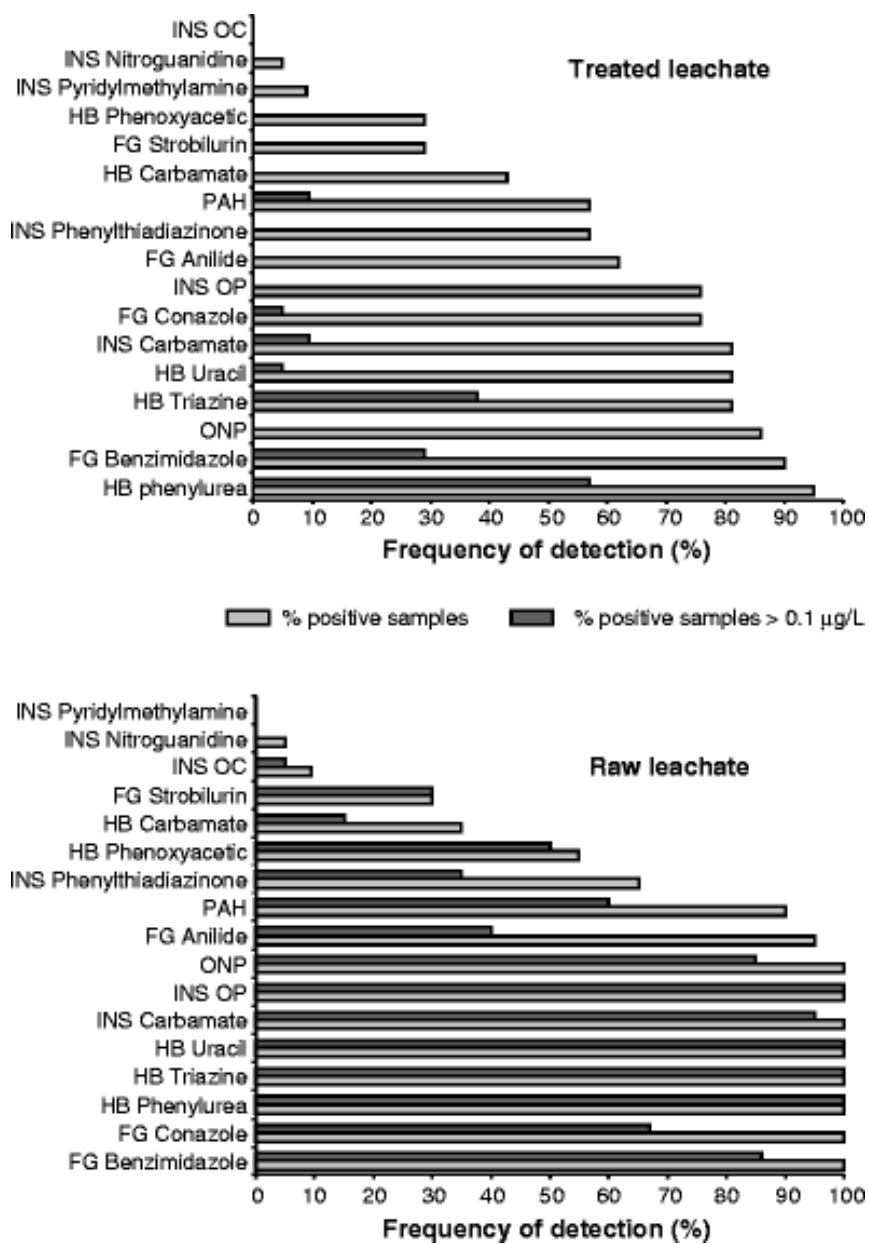 INS OC
INS Nitroguanidine
Treated leachate
INS Pyridylmethylamine
HB Phenoxyacetic
FG Strobilurin
HB Carbamate
PAH
INS Phenylthiadiazinone
FG Anilide
INS OP
FG Conazole
INS Carbamate
HB Uracil
HB Triazine
ONP
FG Benzimidazole
HB phenylurea
0 10 20 30 40 50 60 70 80 90 100
Frequency of detection (%)
% positive samples % positive samples > 0.1 µg/L
INS Pyridylmethylamine
INS Nitroguanidine
Raw leachate
INS OC
FG Strobilurin
HB Carbamate
HB Phenoxyacetic
INS Phenylthiadiazinone
PAH
FG Anilide
ONP
INS OP
INS Carbamate
HB Uracil
HB Triazine
HB Phenylurea
FG Conazole
FG Benzimidazole
0 10 20 30 40 50 60 70 80 90 100
Frequency of detection (%)